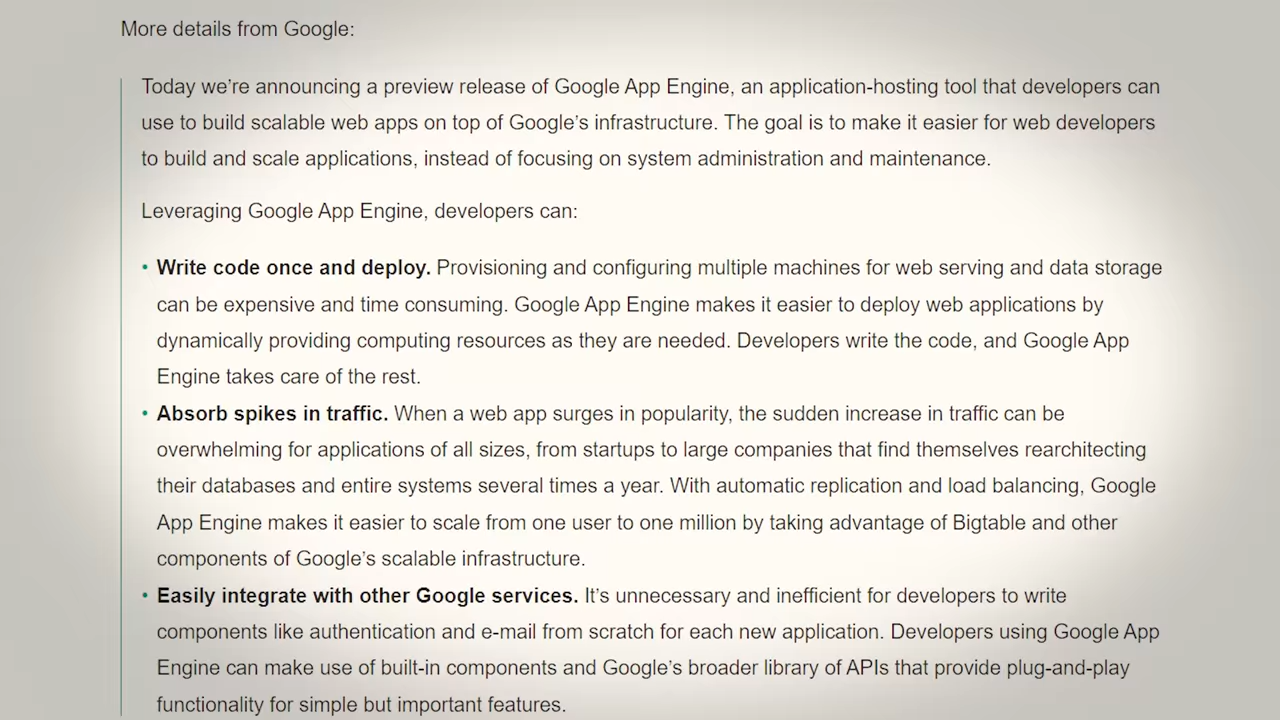 More details from Google:
Today we're announcing a preview release of Google App Engine, an application-hosting tool that developers can
use to build scalable web apps on top of Google's infrastructure. The goal is to make it easier for web developers
to build and scale applications, instead of focusing on system administration and maintenance.
Leveraging Google App Engine, developers can:
• Write code once and deploy. Provisioning and configuring multiple machines for web serving and data storage
can be expensive and time consuming. Google App Engine makes it easier to deploy web applications by
dynamically providing computing resources as they are needed. Developers write the code, and Google App
Engine takes care of the rest.
• Absorb spikes in traffic. When a web app surges in popularity, the sudden increase in traffic can be
overwhelming for applications of all sizes, from startups to large companies that find themselves rearchitecting
their databases and entire systems several times a year. With automatic replication and load balancing, Google
App Engine makes it easier to scale from one user to one million by taking advantage of Bigtable and other
components of Google's scalable infrastructure.
• Easily integrate with other Google services. It's unnecessary and inefficient for developers to write
components like authentication and e-mail from scratch for each new application. Developers using Google App
Engine can make use of built-in components and Google's broader library of APIs that provide plug-and-play
functionality for simple but important features.